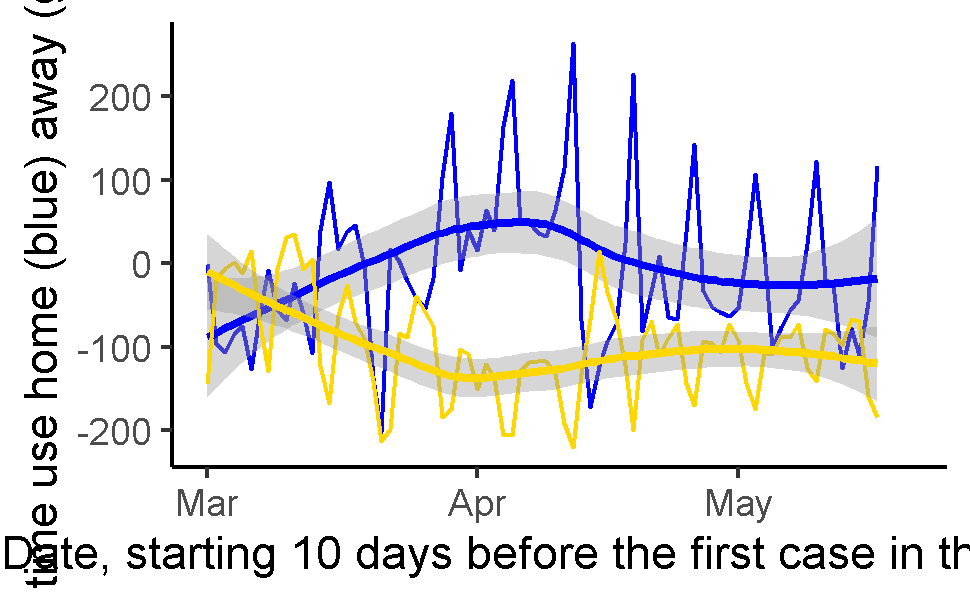 time use home (blue) away (
200
100
0
-100
-200
Mar Apr May
Date, starting 10 days before the first case in th